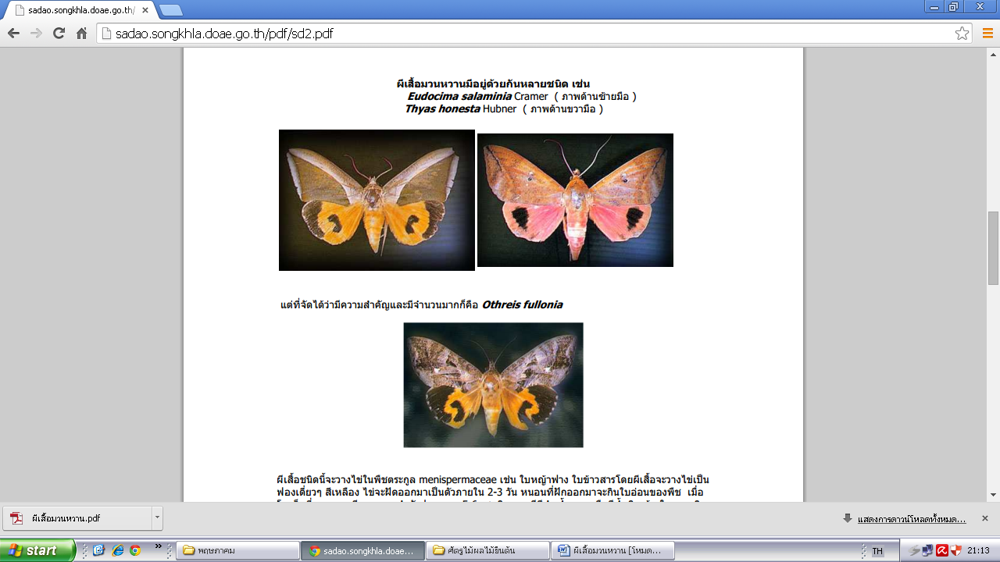 sadao.songkhla.doae.go.th/
sadao.songkhla.doae.go.th/pdf/sd2.pdf
ผีเสื้อมวนหวานมีอยู่ด้วยกันหลายชนิด เช่น
Eudocima salaminia Cramer ( ภาพด้านซ้ายมือ )
Thyas honesta Hubner ( ภาพด้านขวามือ )
แต่ที่จัดได้ว่ามีความสำคัญและมีจำนวนมากก็คือ Othreis fullonia
ผีเสื้อชนิดนี้จะวางไข่ในพืชตระกูล menispermaceae เช่น ใบหญ้าฟาง ใบข้าวสารโดยผีเสื้อจะวางไข่เป็น
ฟองเดี่ยวๆ สีเหลือง ไข่จะฝัดออกมาเป็นตัวภายใน 2-3 วัน หนอนที่ฝักออกมาจะกินใบอ่อนของพืช เมื่อ
ผีเสื้อมวนหวาน.pdf
แสดงการดาวน์โหลดทั้งหมด...
start
พฤษภาคม
sadao.songkhla.doae...
ศัตรูไม้ผลไม้ยืนต้น
ผีเสื้อมวนหวาน [โหมด...
TH
21:13